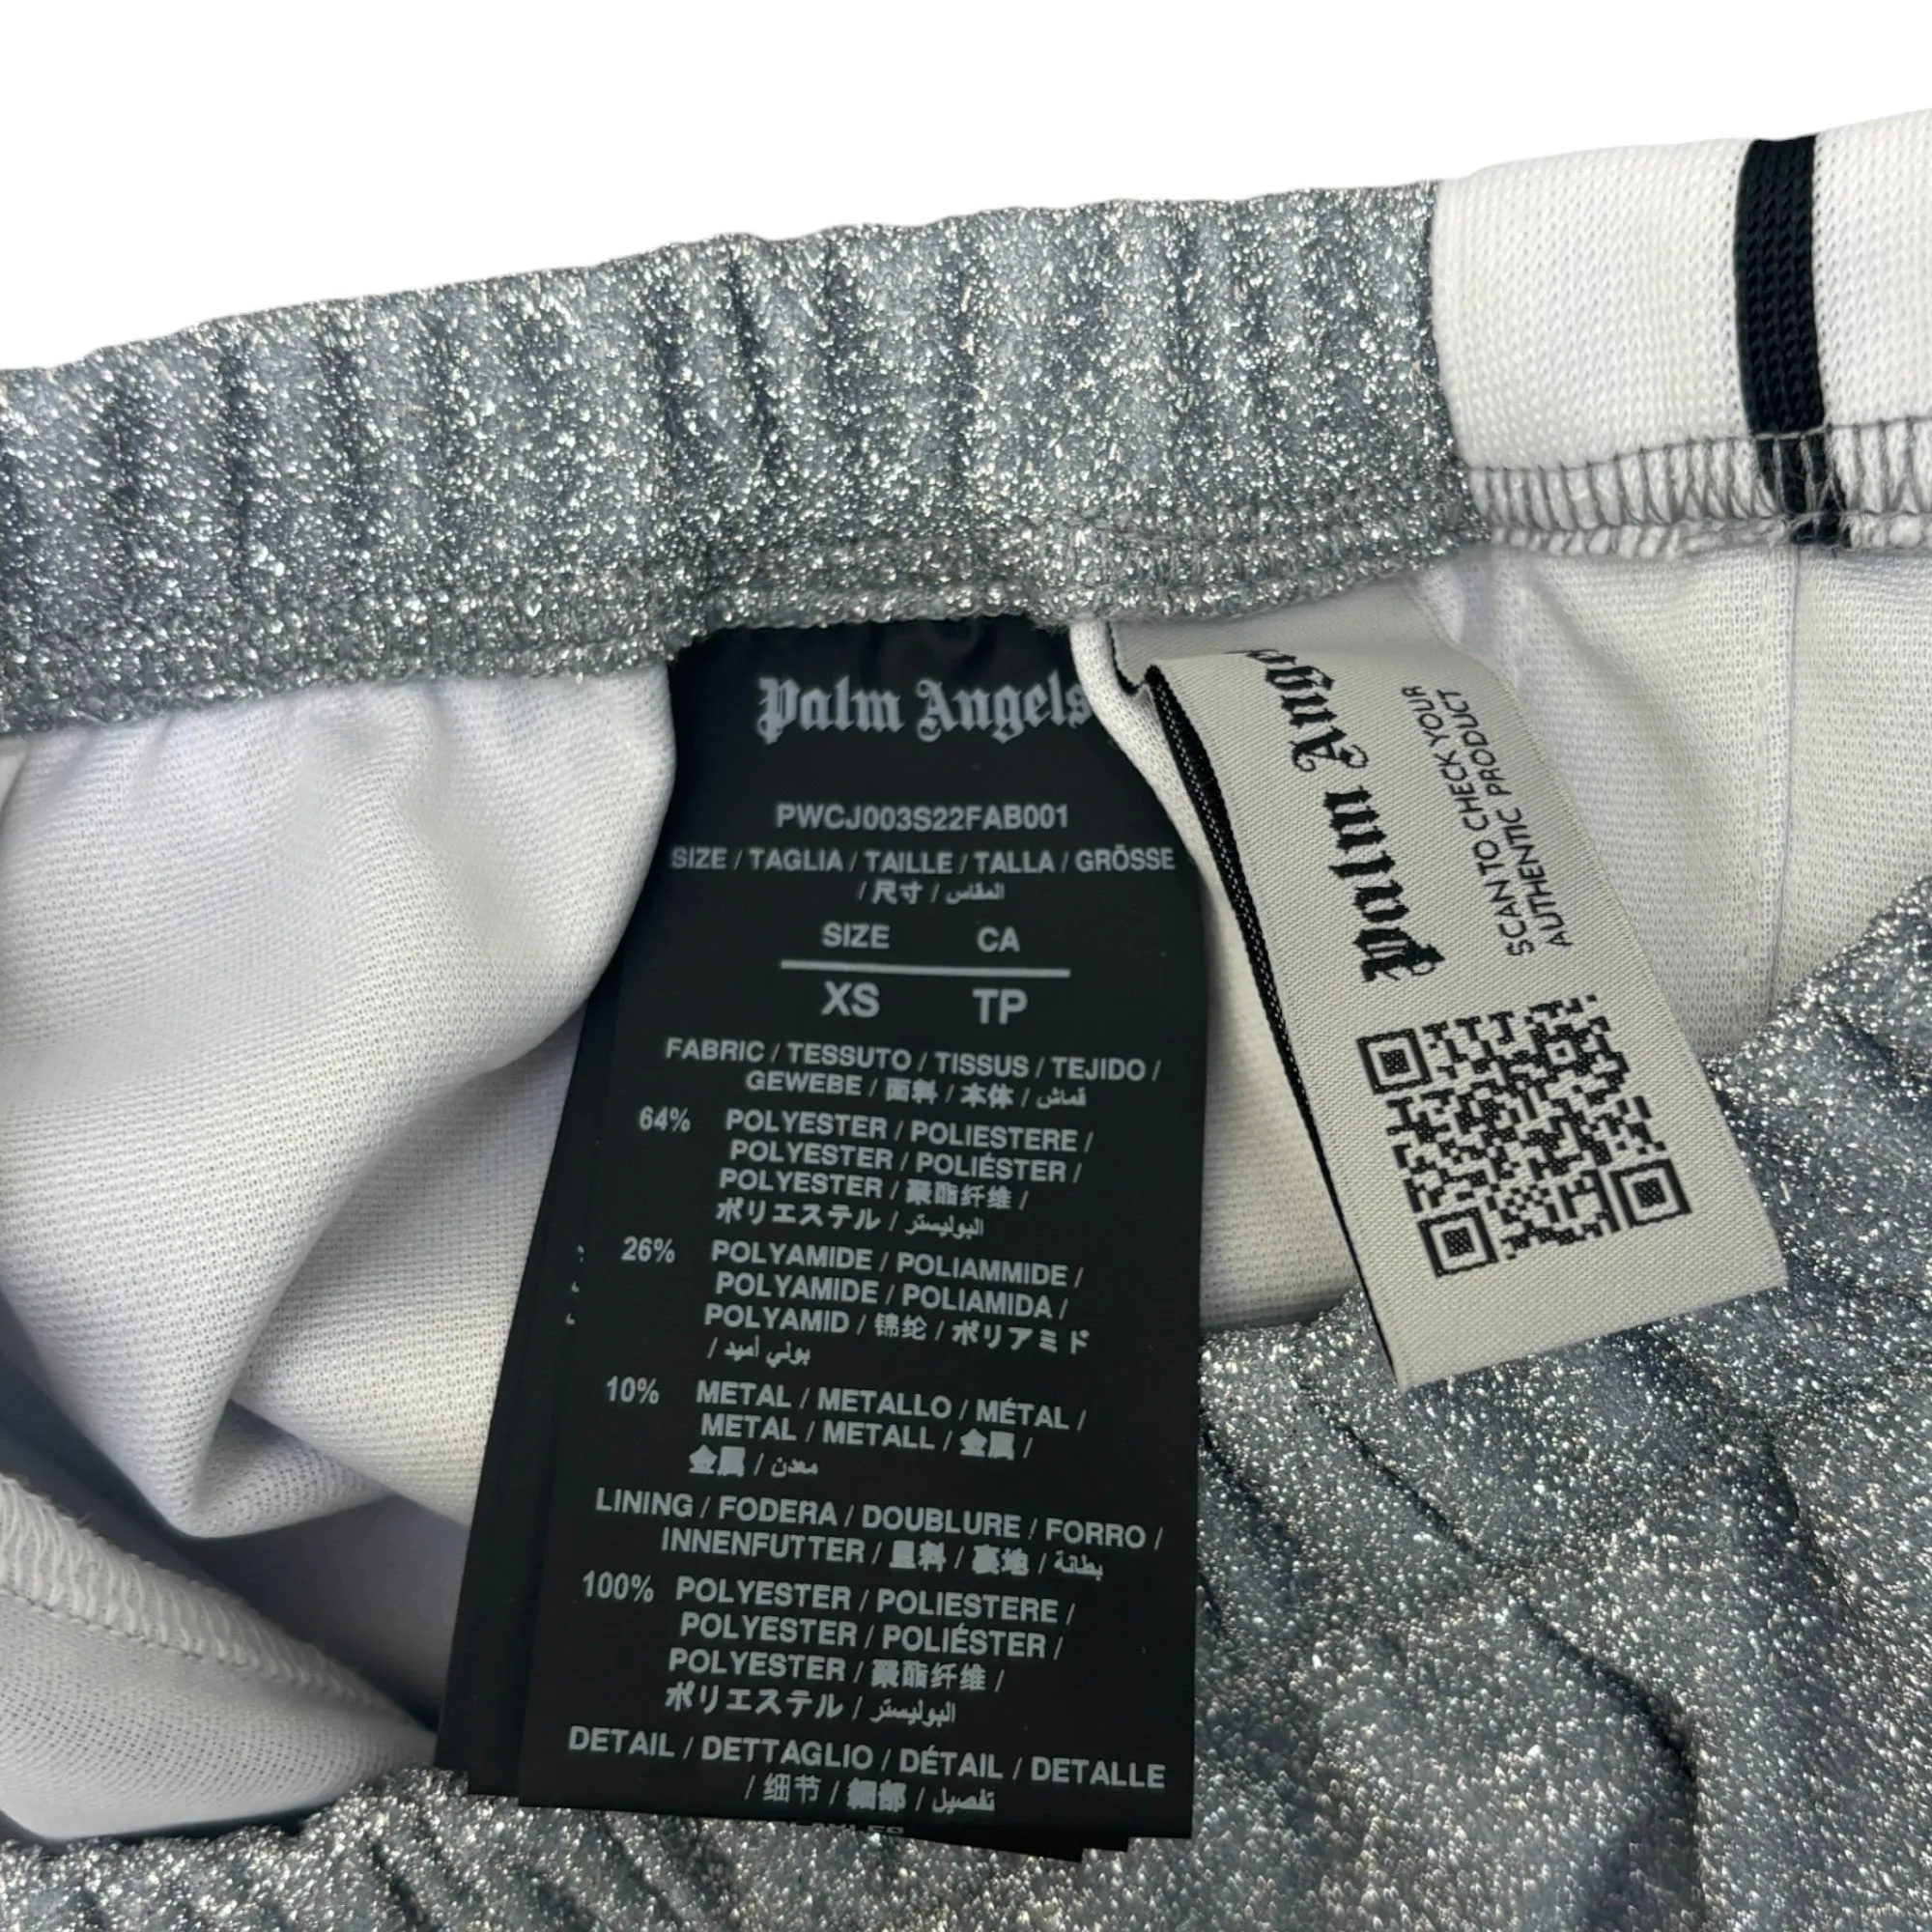 Palm Angels
PWCJ003S22FAB001
SIZE / TAGLIA / TAILLE / TALLA / GRÖSSE
/ 尺寸 / المقاس
SIZE CA
XS TP
FABRIC / TESSUTO / TISSUS / TEJIDO /
GEWEBE / 面料 / 本体 / قماش
64% POLYESTER / POLIESTERE /
POLYESTER / POLIÉSTER /
POLYESTER / 聚酯纤维 /
ポリエステル / البوليستر
26% POLYAMIDE / POLIAMMIDE /
POLYAMIDE / POLIAMIDA /
POLYAMID / 锦纶 / ポリアミド
/ بولي أميد
10% METAL / METALLO / MÉTAL /
METAL / METALL / 金属 /
金属 / معدن
LINING / FODERA / DOUBLURE / FORRO /
INNENFUTTER / 里料 / 裏地 / بطانة
100% POLYESTER / POLIESTERE /
POLYESTER / POLIÉSTER /
POLYESTER / 聚酯纤维 /
ポリエステル / البوليستر
DETAIL / DETTAGLIO / DÉTAIL / DETALLE
/ 细节 / 細部 / تفصيل
Palm
SCAN TO CHECK YOUR
AUTHENTIC PRODUCT